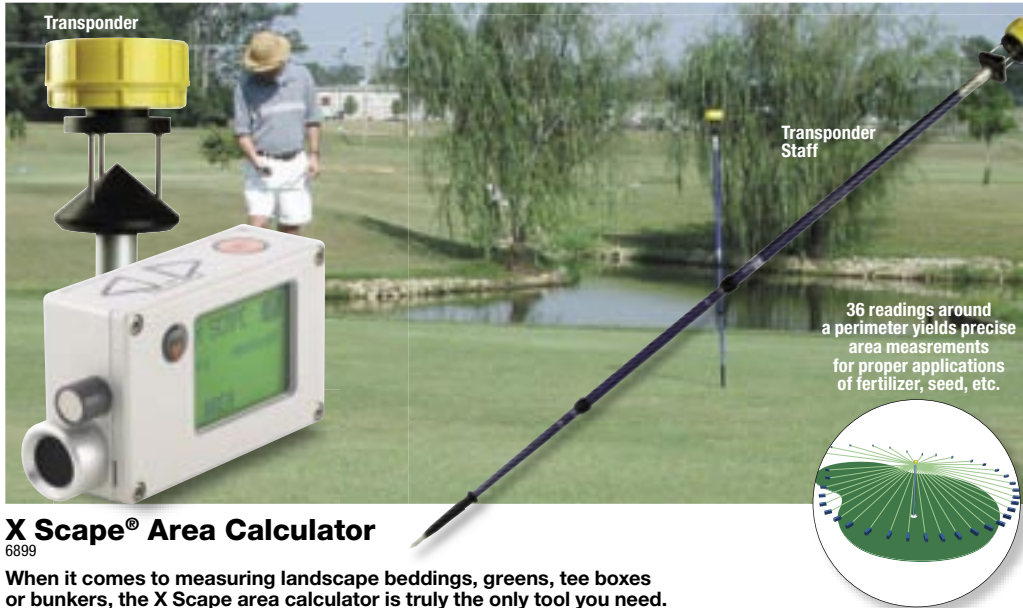 Transponder
Transponder
Staff
36 readings around
a perimeter yields precise
area measrements
for proper applications
of fertilizer, seed, etc.
X Scape® Area Calculator
6899
When it comes to measuring landscape beddings, greens, tee boxes
or bunkers, the X Scape area calculator is truly the only tool you need.